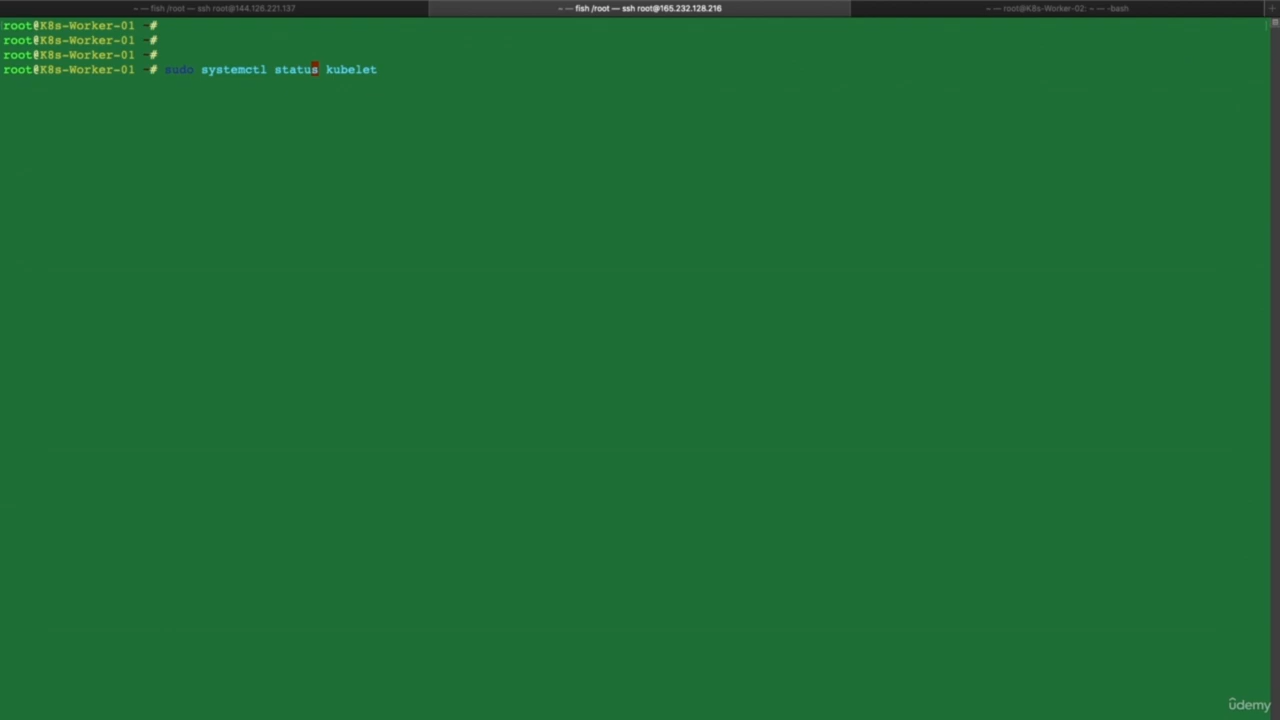 ~ — fish /root — ssh root@144.126.221.137
~ — fish /root — ssh root@165.232.128.216
~ — root@K8s-Worker-02: ~ — -bash
+
root@K8s-Worker-01 ~#
root@K8s-Worker-01 ~#
root@K8s-Worker-01 ~#
root@K8s-Worker-01 ~# sudo systemctl status kubelet
ûdemy